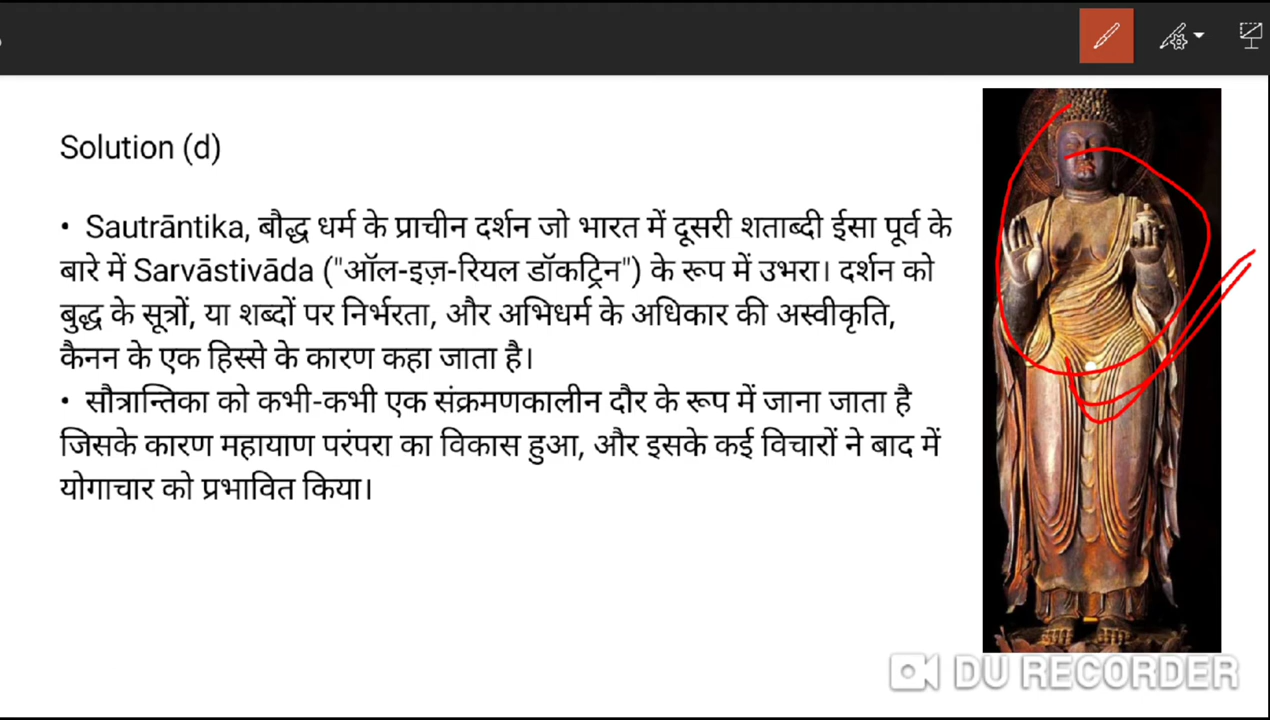 Solution (d)
• Sautrāntika, बौद्ध धर्म के प्राचीन दर्शन जो भारत में दूसरी शताब्दी ईसा पूर्व के
बारे में Sarvāstivāda ("ऑल-इज़-रियल डॉकट्रिन") के रूप में उभरा। दर्शन को
बुद्ध के सूत्रों, या शब्दों पर निर्भरता, और अभिधर्म के अधिकार की अस्वीकृति,
कैनन के एक हिस्से के कारण कहा जाता है।
• सौत्रान्तिका को कभी-कभी एक संक्रमणकालीन दौर के रूप में जाना जाता है
जिसके कारण महायाण परंपरा का विकास हुआ, और इसके कई विचारों ने बाद में
योगाचार को प्रभावित किया।
DU RECORDER